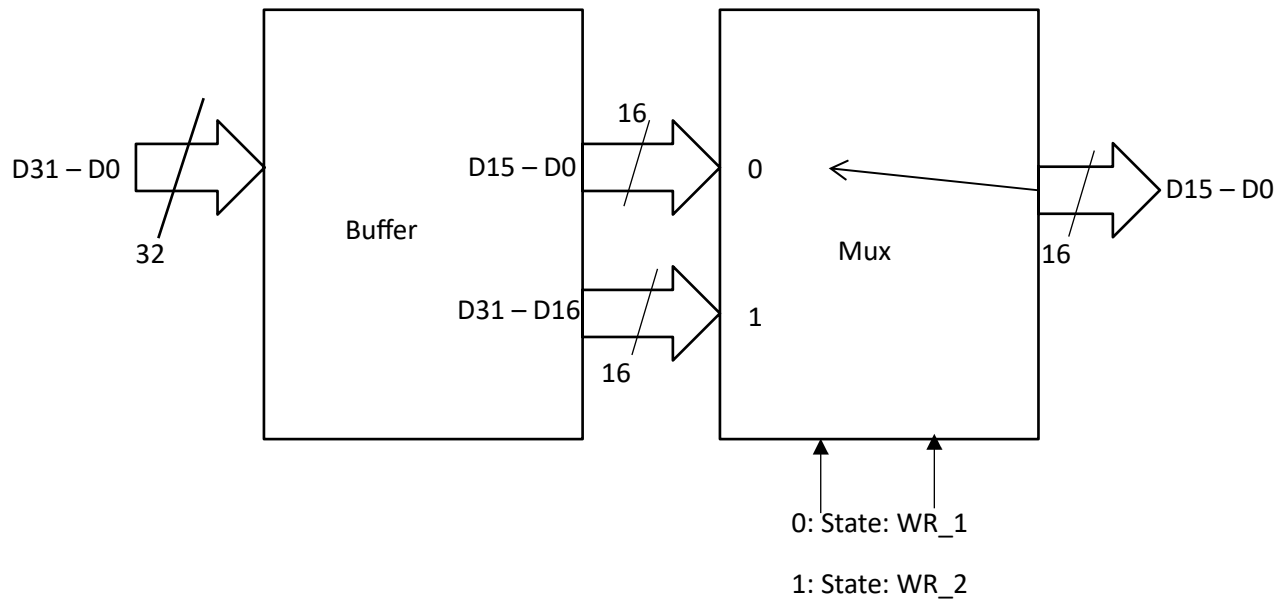 16
D31 – D0
D15 – D0
0
D15 – D0
Buffer
32
Mux
16
D31 – D16
1
16
0: State: WR_1
1: State: WR_2